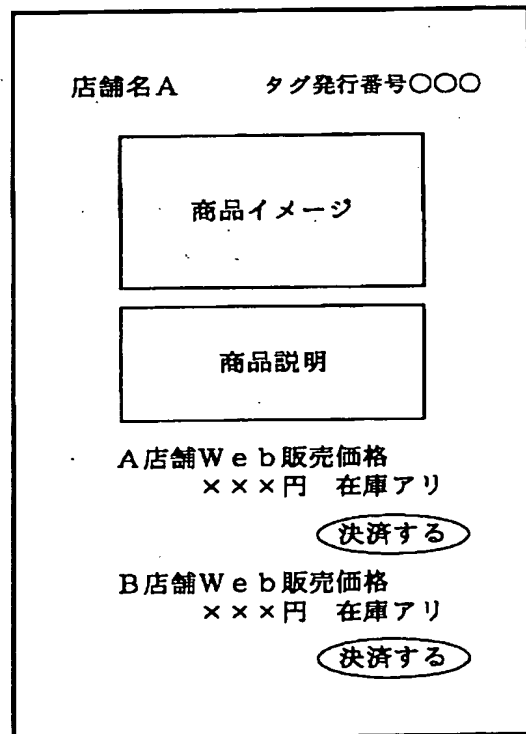 店舗名A　タグ発行番号〇〇〇
商品イメージ
商品説明
A店舗Web販売価格
×××円　在庫アリ
決済する
B店舗Web販売価格
×××円　在庫アリ
決済する